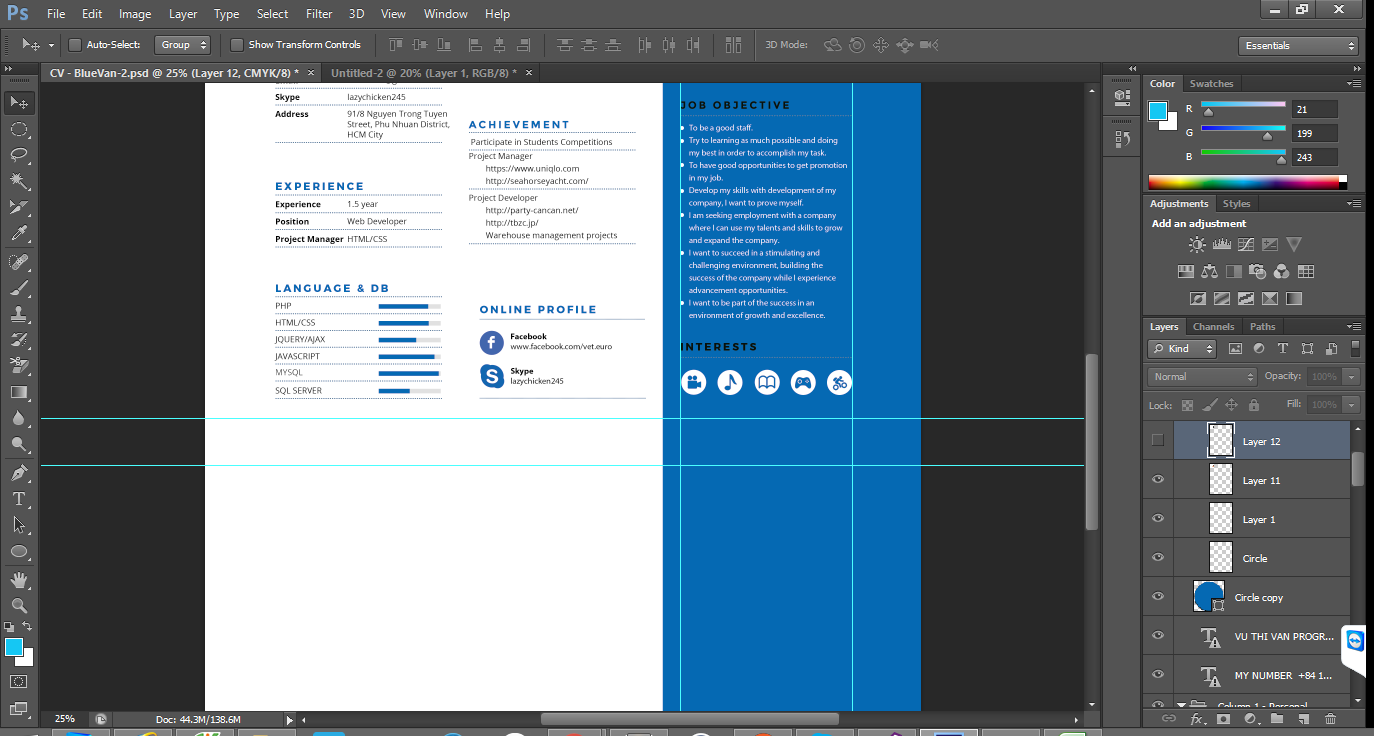 Ps File Edit Image Layer Type Select Filter 3D View Window Help
Auto-Select: Group Show Transform Controls 3D Mode: Essentials
CV - BlueVan-2.psd @ 25% (Layer 12, CMYK/8) * × Untitled-2 @ 20% (Layer 1, RGB/8) * ×
Skype lazychicken245
Address 91/8 Nguyen Trong Tuyen
Street, Phu Nhuan District,
HCM City
EXPERIENCE
Experience 1.5 year
Position Web Developer
Project Manager HTML/CSS
LANGUAGE & DB
PHP
HTML/CSS
JQUERY/AJAX
JAVASCRIPT
MYSQL
SQL SERVER
ACHIEVEMENT
Participate in Students Competitions
Project Manager
https://www.uniqlo.com
http://seahorseyacht.com/
Project Developer
http://party-cancan.net/
http://tbzc.jp/
Warehouse management projects
ONLINE PROFILE
Facebook
www.facebook.com/vet.euro
Skype
lazychicken245
JOB OBJECTIVE
To be a good staff.
Try to learning as much possible and doing
my best in order to accomplish my task.
To have good opportunities to get promotion
in my job.
Develop my skills with development of my
company, I want to prove myself.
I am seeking employment with a company
where I can use my talents and skills to grow
and expand the company.
I want to succeed in a stimulating and
challenging environment, building the
success of the company while I experience
advancement opportunities.
I want to be part of the success in an
environment of growth and excellence.
INTERESTS
Color Swatches
R 21
G 199
B 243
Adjustments Styles
Add an adjustment
Layers Channels Paths
Kind
Normal Opacity: 100%
Lock: Fill: 100%
Layer 12
Layer 11
Layer 1
Circle
Circle copy
VU THI VAN PROGR...
MY NUMBER +84 1...
Column 1 - Personal
25% Doc: 44.3M/138.6M